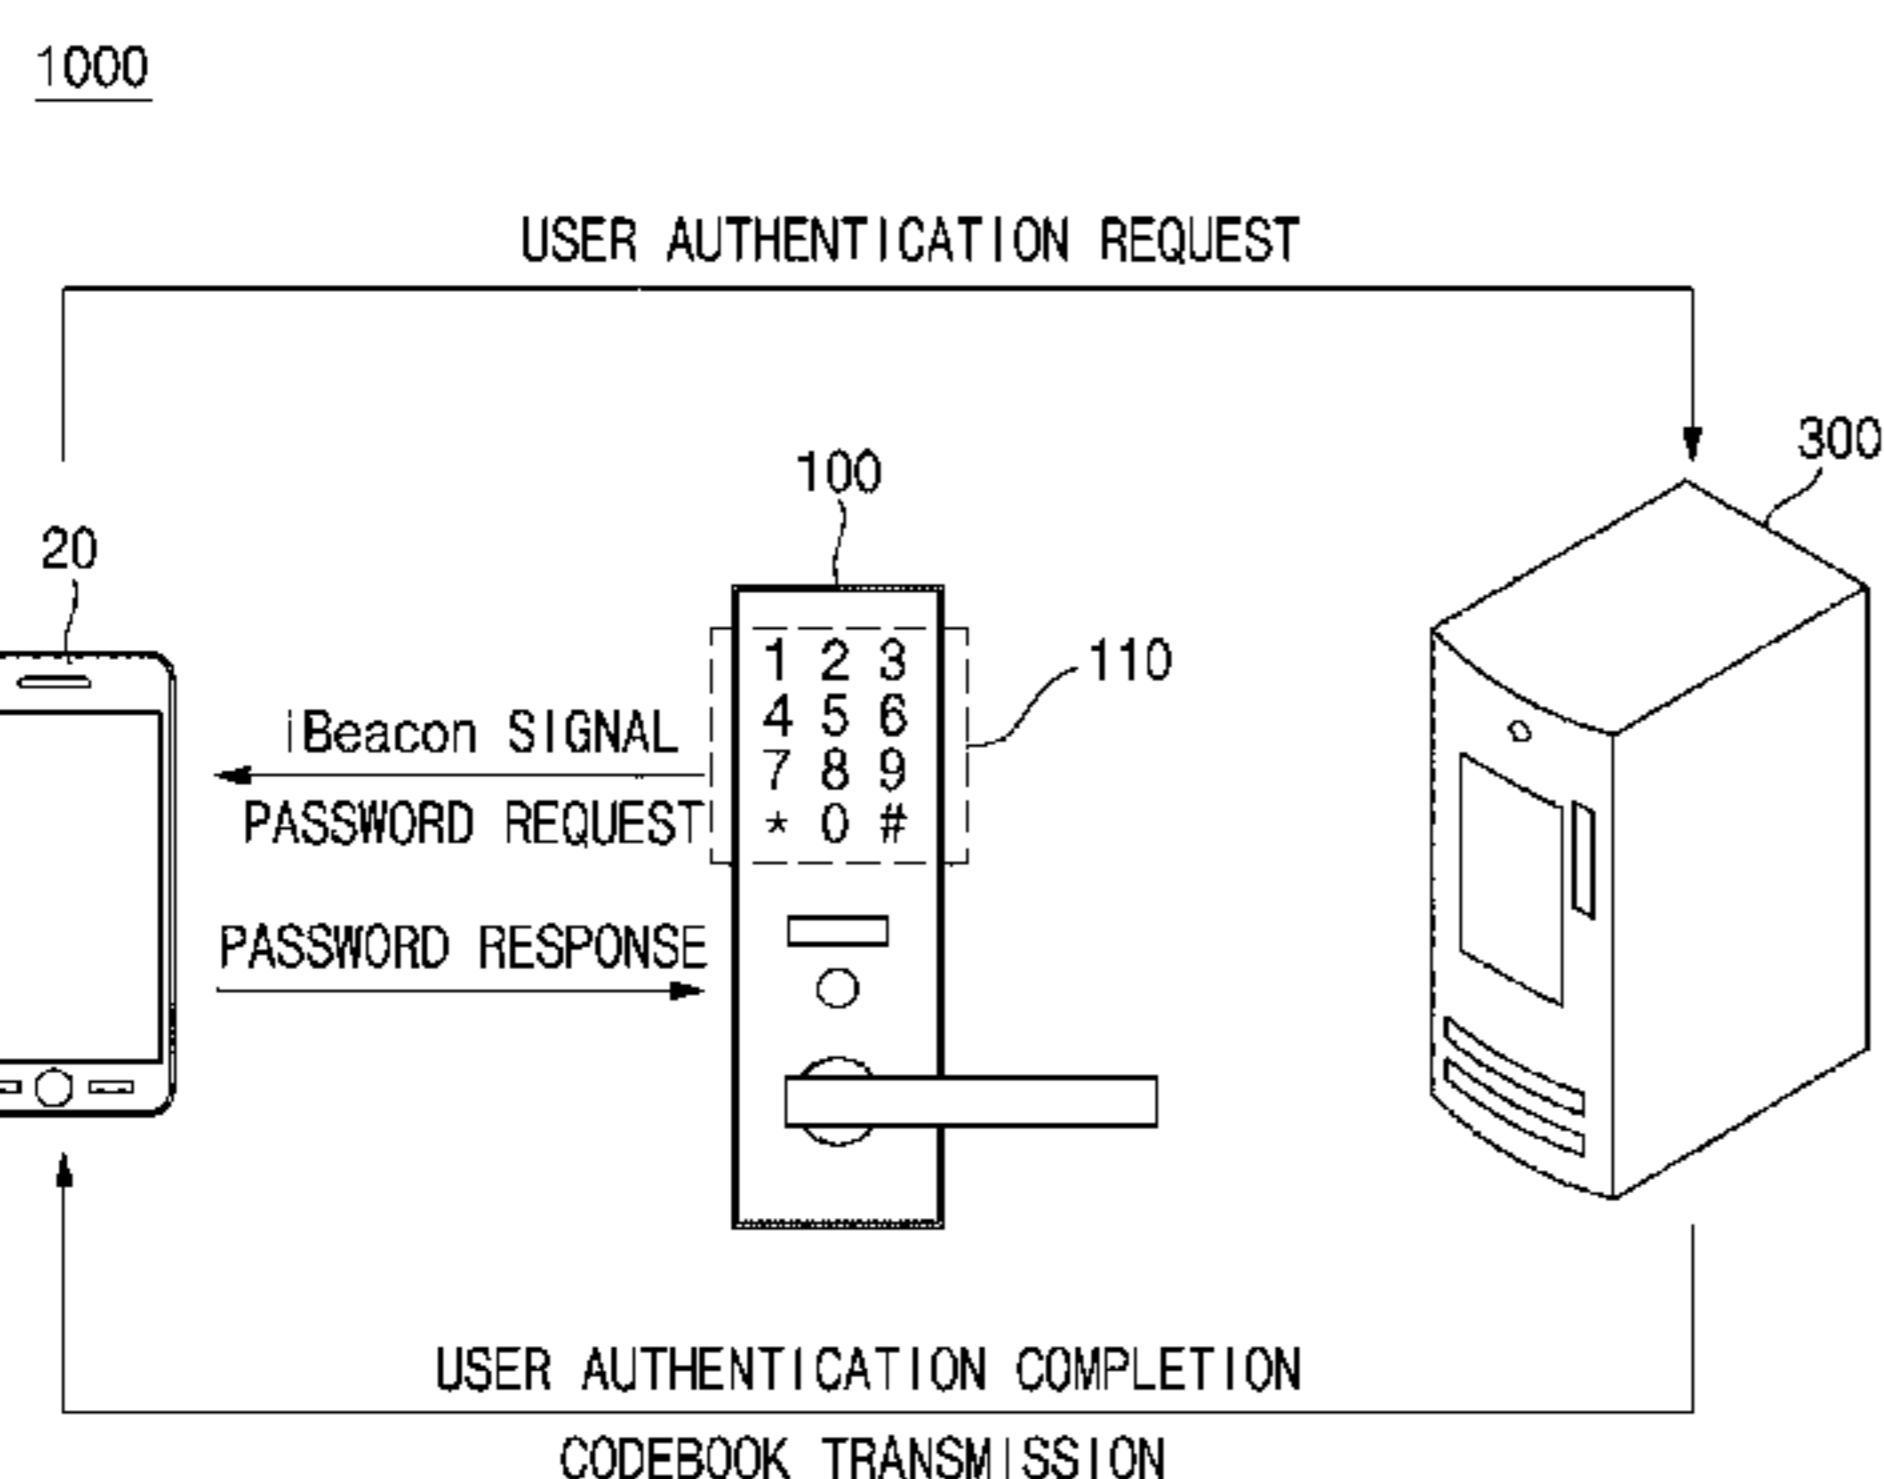 1000
USER AUTHENTICATION REQUEST
300
100
20
1 2 3
110
4 5 6
iBeacon SIGNAL
7 8 9
PASSWORD REQUEST
* 0 #
PASSWORD RESPONSE
USER AUTHENTICATION COMPLETION
CODEBOOK TRANSMISSION